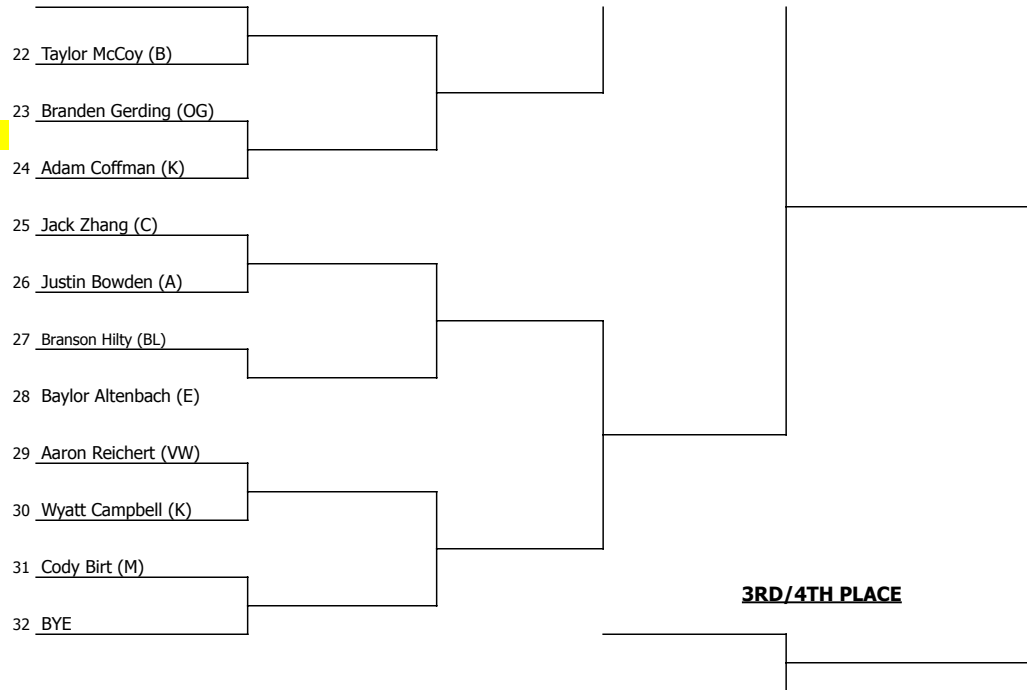 22 Taylor McCoy (B)
23 Branden Gerding (OG)
24 Adam Coffman (K)
25 Jack Zhang (C)
26 Justin Bowden (A)
27 Branson Hilty (BL)
28 Baylor Altenbach (E)
29 Aaron Reichert (VW)
30 Wyatt Campbell (K)
31 Cody Birt (M)
3RD/4TH PLACE
32 BYE